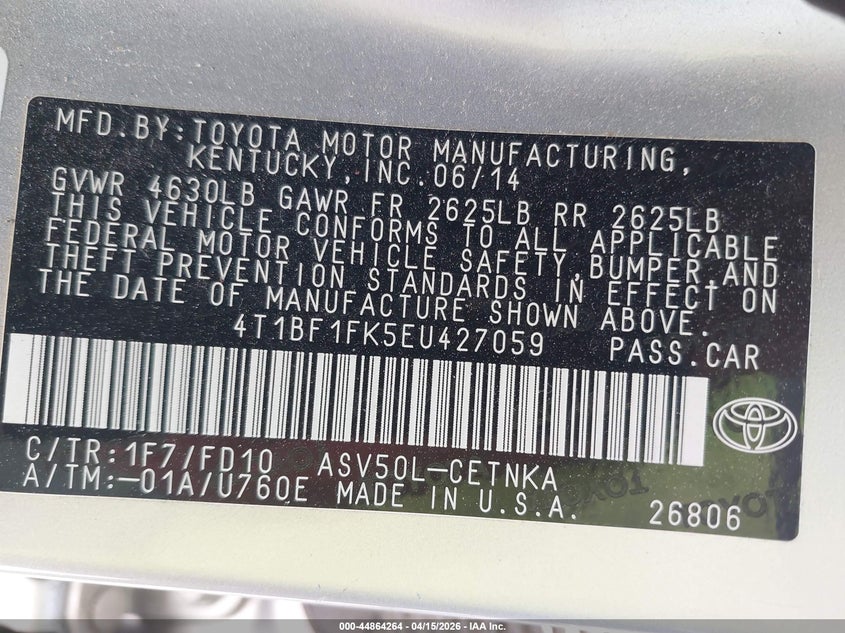 MFD.BY:TOYOTA MOTOR MANUFACTURING,
KENTUCKY,INC.06/14
GVWR 4630LB GAWR FR 2625LB RR 2625LB
THIS VEHICLE CONFORMS TO ALL APPLICABLE
FEDERAL MOTOR VEHICLE SAFETY,BUMPER,AND
THEFT PREVENTION STANDARDS IN EFFECT ON
THE DATE OF MANUFACTURE SHOWN ABOVE.
4T1BF1FK5EU427059 PASS.CAR
C/TR:1F7/FD10 ASV50L-CETNKA
A/TM:-01A/U760E MADE IN U.S.A. 26806
000-44864264 - 04/15/2026 - IAA Inc.